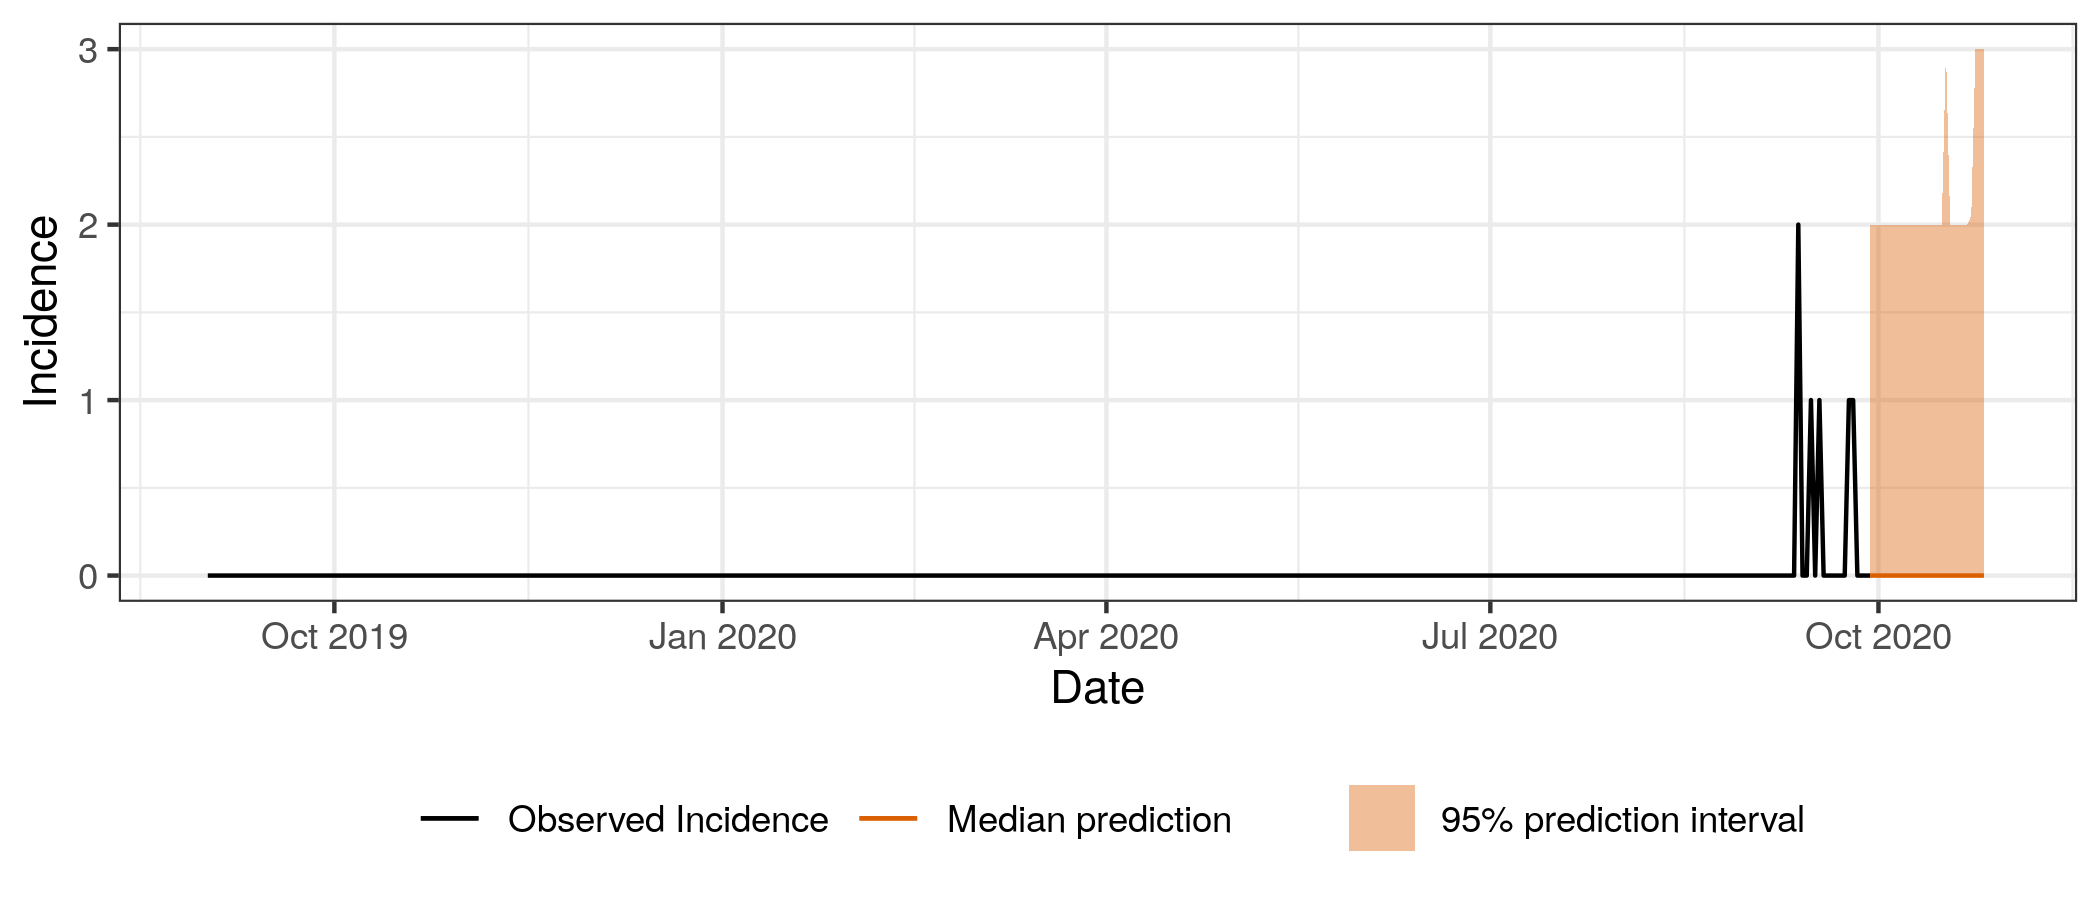 3
2
1
0
Incidence
Oct 2019 Jan 2020 Apr 2020 Jul 2020 Oct 2020
Date
Observed Incidence Median prediction 95% prediction interval